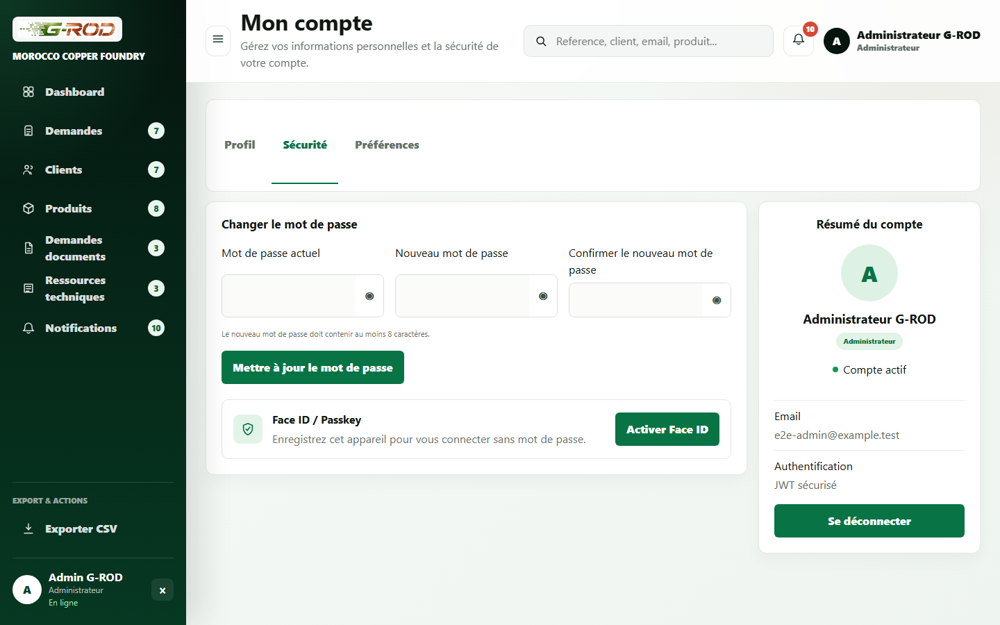 G-ROD
MOROCCO COPPER FOUNDRY
Dashboard
Demandes 7
Clients 7
Produits 8
Demandes
documents 3
Ressources
techniques 3
Notifications 10
EXPORT & ACTIONS
Exporter CSV
A
Admin G-ROD
Administrateur
En ligne
x
Mon compte
Gérez vos informations personnelles et la sécurité de
votre compte.
Reference, client, email, produit...
10
A
Administrateur G-ROD
Administrateur
Profil Sécurité Préférences
Changer le mot de passe
Mot de passe actuel
Nouveau mot de passe
Confirmer le nouveau mot de
passe
Le nouveau mot de passe doit contenir au moins 8 caractères.
Mettre à jour le mot de passe
Face ID / Passkey
Enregistrez cet appareil pour vous connecter sans mot de passe.
Activer Face ID
Résumé du compte
A
Administrateur G-ROD
Administrateur
Compte actif
Email
e2e-admin@example.test
Authentification
JWT sécurisé
Se déconnecter